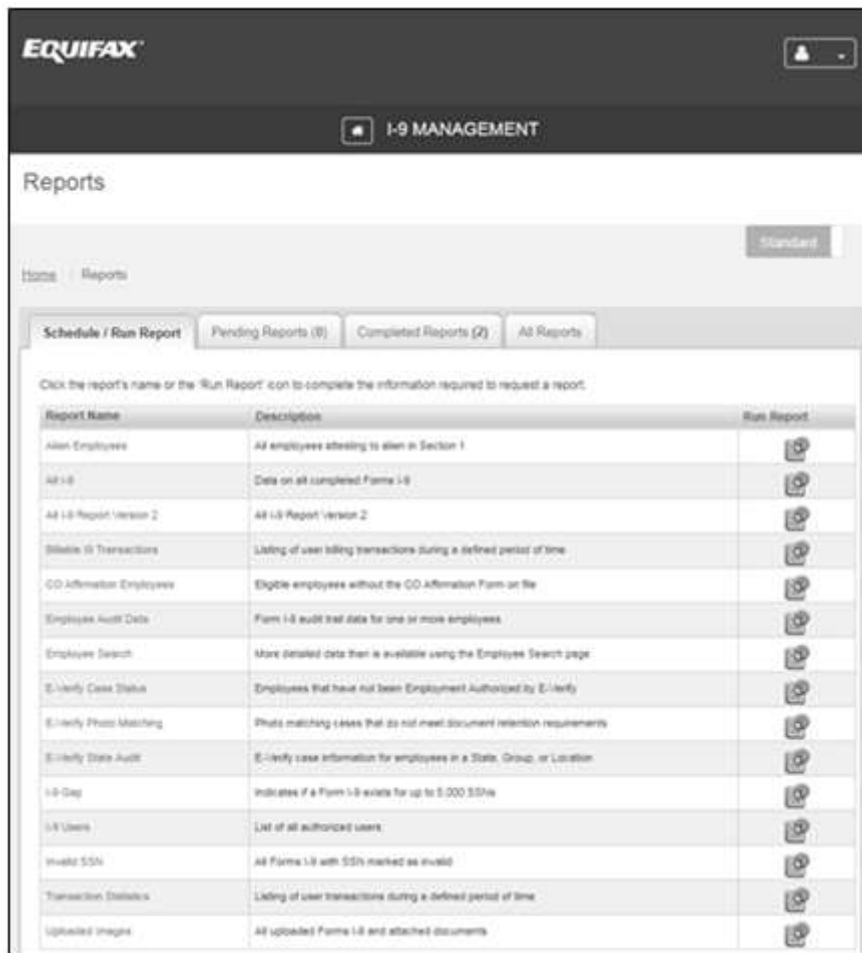 EQUIFAX
I-9 MANAGEMENT
Reports
Standard
Home Reports
Schedule / Run Report Pending Reports (0) Completed Reports (2) All Reports
Click the report's name or the 'Run Report' icon to complete the information required to request a report.
Report Name Description Run Report
Alien Employees All employees attesting to alien in Section 1
All I-9 Data on all completed Forms I-9
All I-9 Report Version 2 All I-9 Report Version 2
Billable Transactions Listing of user billing transactions during a defined period of time
CO Affirmation Employees Eligible employees without the CO Affirmation Form on file
Employee Audit Data Form I-9 audit trail data for one or more employees
Employee Search More detailed data than is available using the Employee Search page
E-Verify Case Status Employees that have not been Employment Authorized by E-Verify
E-Verify Photo Matching Photo matching cases that do not meet document retention requirements
E-Verify State Audit E-Verify case information for employees in a State, Group, or Location
I-9 Gap Indicates if a Form I-9 exists for up to 5,000 SSNs
I-9 Users List of all authorized users
Invalid SSN All Forms I-9 with SSN marked as invalid
Transaction Statistics Listing of user transactions during a defined period of time
Uploaded Images All uploaded Forms I-9 and attached documents